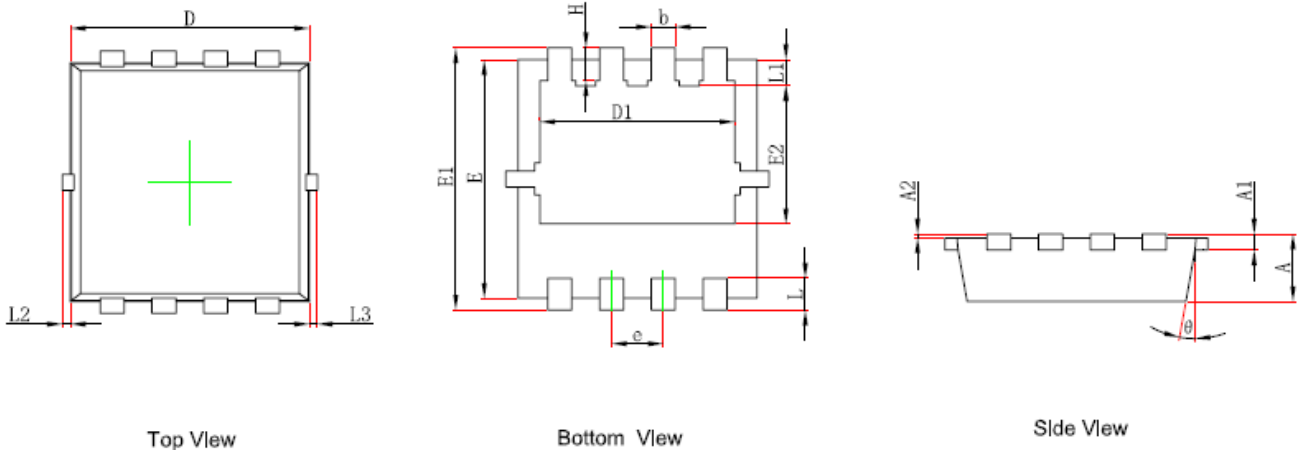 D
L2
L3
Top View
H
b
L1
D1
E1
E
E2
L
e
Bottom View
A2
A1
A
θ
Side View